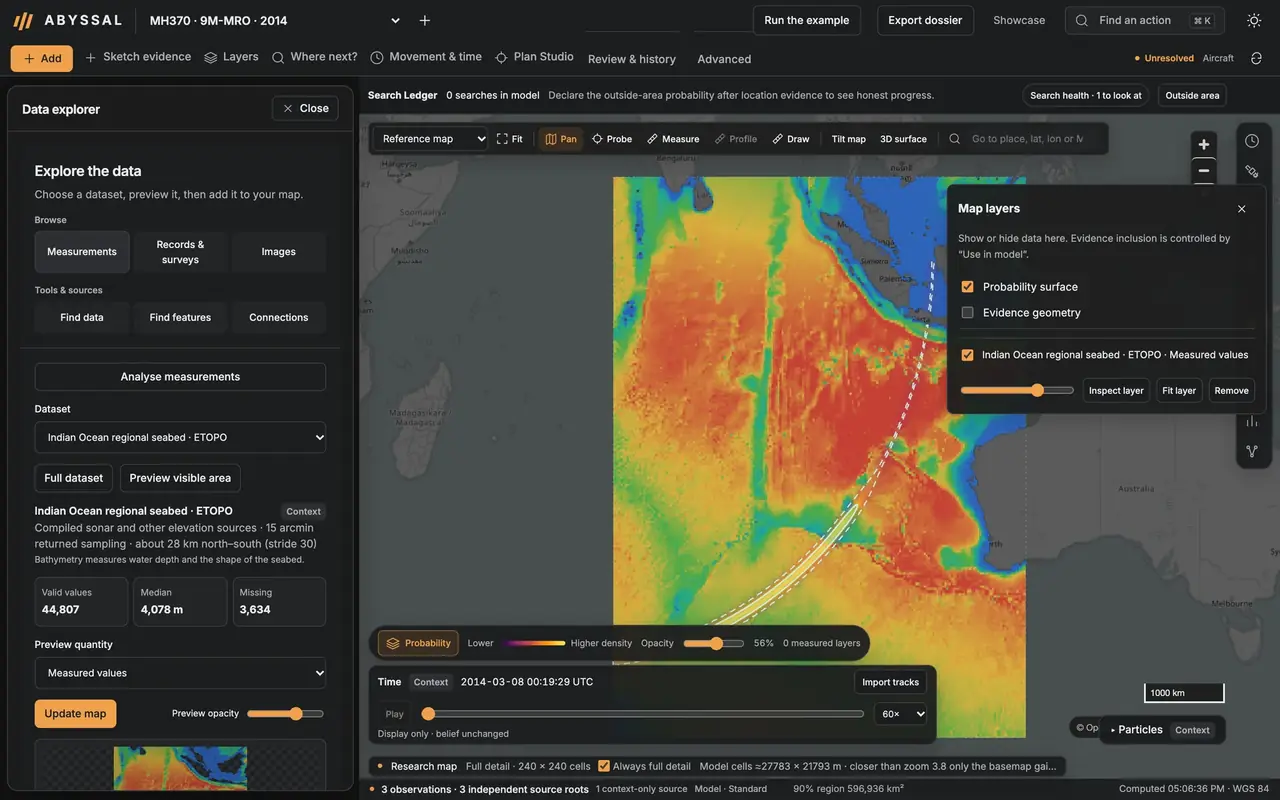 ABYSSAL
MH370 · 9M-MRO · 2014
Run the example
Export dossier
Showcase
Find an action
⌘ K
+ Add
+ Sketch evidence
Layers
Where next?
Movement & time
Plan Studio
Review & history
Advanced
Unresolved
Aircraft
Data explorer
× Close
Explore the data
Choose a dataset, preview it, then add it to your map.
Browse
Measurements
Records &
surveys
Images
Tools & sources
Find data
Find features
Connections
Analyse measurements
Dataset
Indian Ocean regional seabed · ETOPO
Full dataset
Preview visible area
Indian Ocean regional seabed · ETOPO
Context
Compiled sonar and other elevation sources · 15 arcmin
returned sampling · about 28 km north–south (stride 30)
Bathymetry measures water depth and the shape of the seabed.
Valid values
44,807
Median
4,078 m
Missing
3,634
Preview quantity
Measured values
Update map
Preview opacity
Search Ledger
0 searches in model
Declare the outside-area probability after location evidence to see honest progress.
Search health · 1 to look at
Outside area
Reference map
Fit
Pan
Probe
Measure
Profile
Draw
Tilt map
3D surface
Go to place, lat, lon or M
Map layers
Show or hide data here. Evidence inclusion is controlled by
"Use in model".
Probability surface
Evidence geometry
Indian Ocean regional seabed · ETOPO · Measured values
Inspect layer
Fit layer
Remove
Bengaluru
Soomaaliya
Muqdisho
Madagasikara
Madagascar
Australia
Melbourne
Probability
Lower
Higher density
Opacity
56%
0 measured layers
Time
Context
2014-03-08 00:19:29 UTC
Import tracks
Play
60×
Display only · belief unchanged
1000 km
© Op
Particles
Context
Research map
Full detail · 240 × 240 cells
Always full detail
Model cells ≈27783 × 21793 m · closer than zoom 3.8 only the basemap gai...
3 observations · 3 independent source roots
1 context-only source
Model · Standard
90% region 596,936 km²
Computed 05:06:36 PM · WGS 84